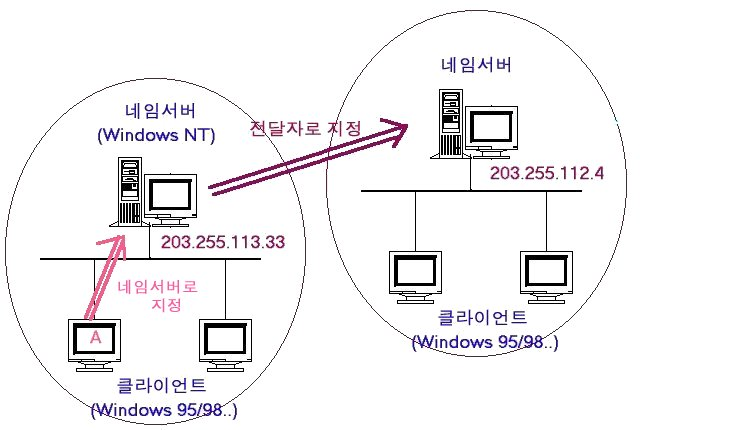 네임서버
(Windows NT)
203.255.113.33
네임서버로
지정
A
클라이언트
(Windows 95/98..)
전달자로 지정
네임서버
203.255.112.4
클라이언트
(Windows 95/98..)